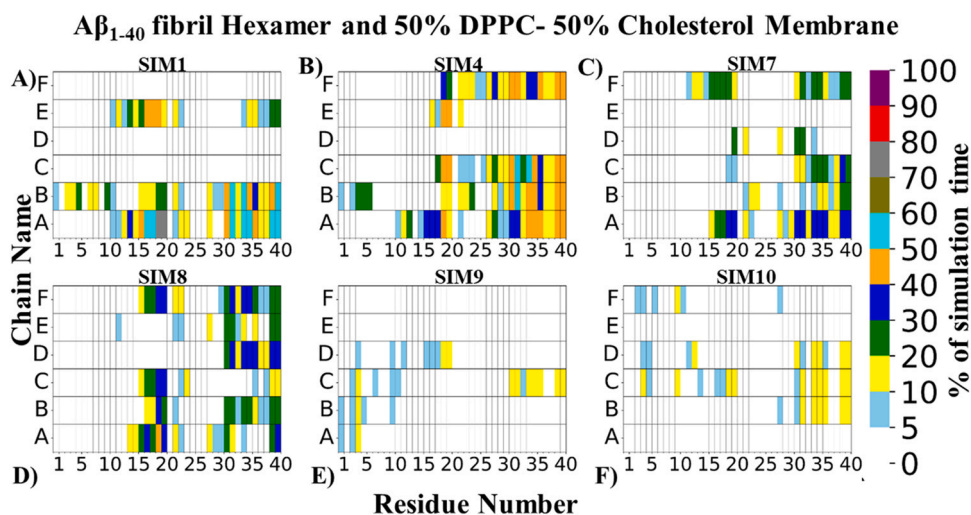 Aβ1-40 fibril Hexamer and 50% DPPC- 50% Cholesterol Membrane
A) SIM1 B) SIM4 C) SIM7
F F F 100
E E E 90
D D D 80
C C C 70
B B B 60
A A A 50
1 5 10 15 20 25 30 35 40 1 5 10 15 20 25 30 35 40 1 5 10 15 20 25 30 35 40
SIM8 SIM9 SIM10
F F F 40
E E E 30
D D D 20
C C C 10
B B B 5
A A A 0
1 5 10 15 20 25 30 35 40 1 5 10 15 20 25 30 35 40 1 5 10 15 20 25 30 35 40
D) E) F)
Chain Name
Residue Number
% of simulation time